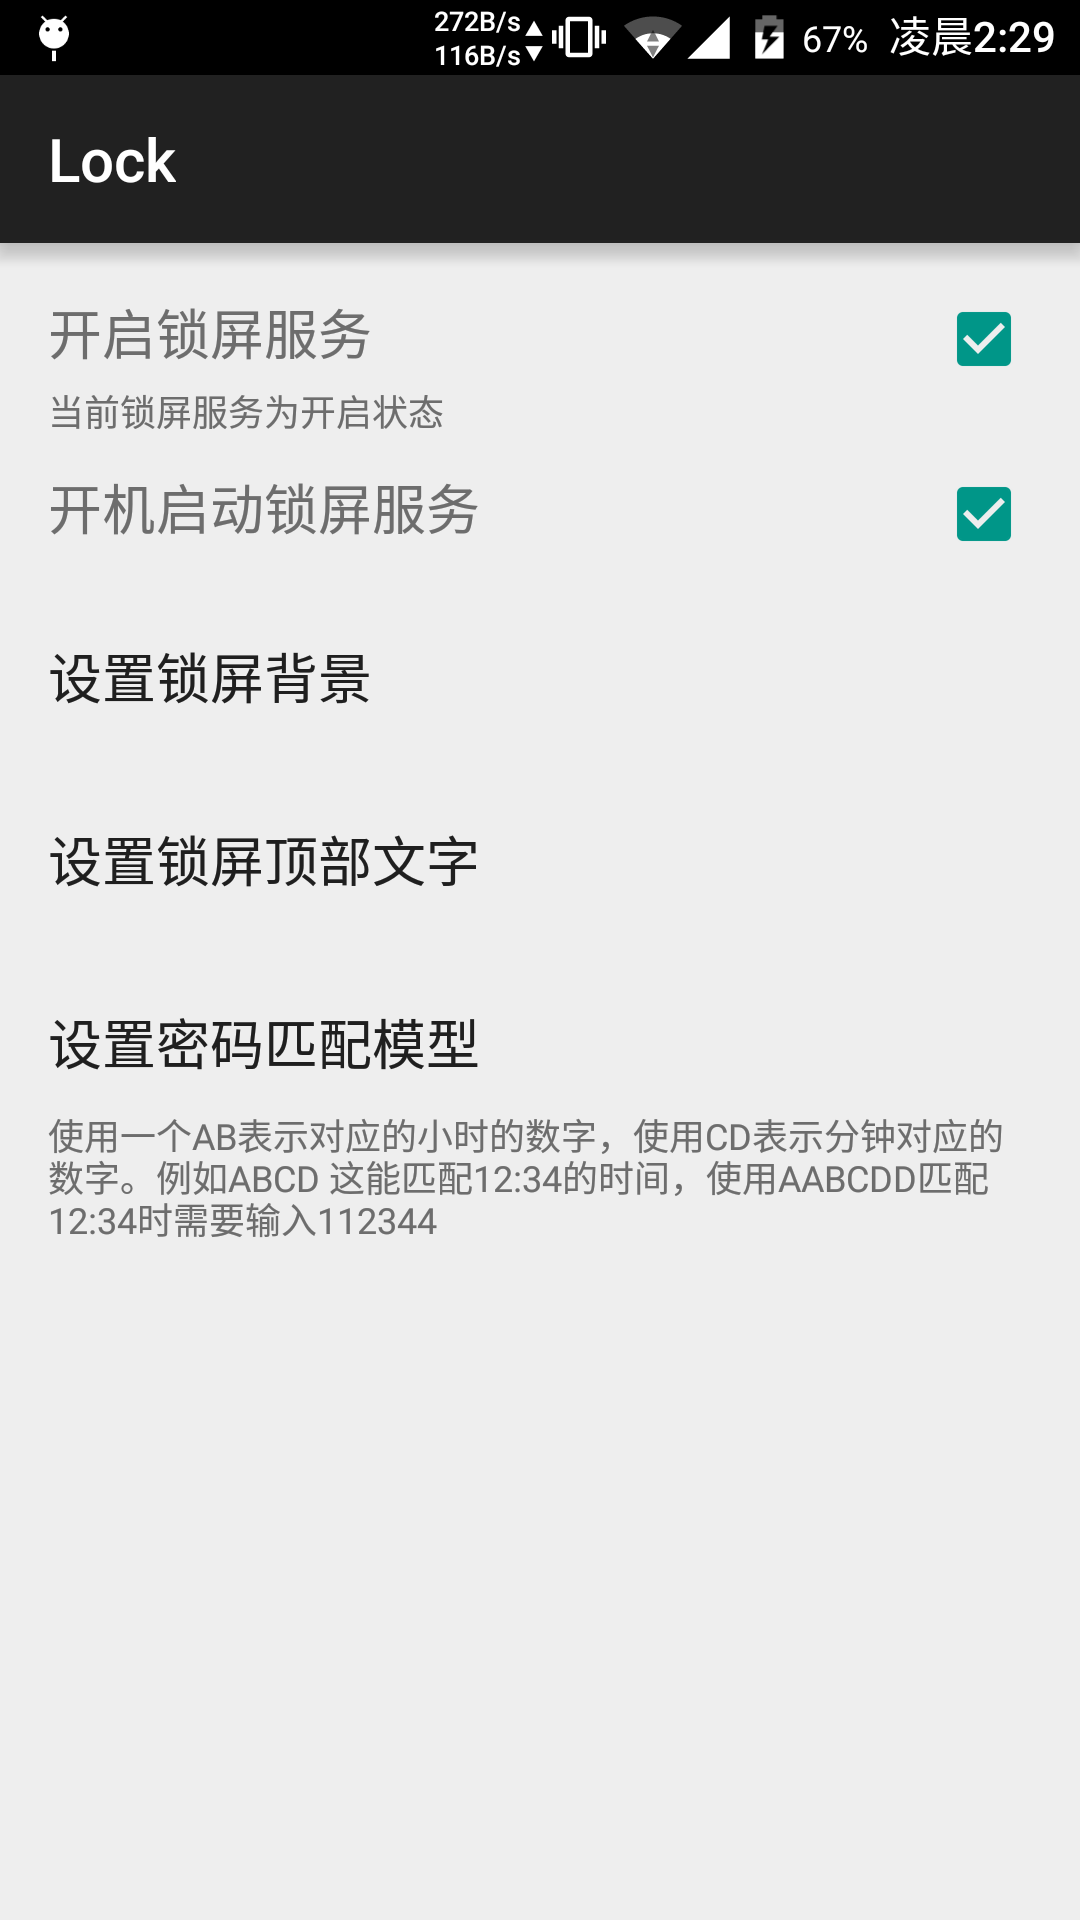 272B/s
116B/s
67%
凌晨2:29
Lock
开启锁屏服务
当前锁屏服务为开启状态
开机启动锁屏服务
设置锁屏背景
设置锁屏顶部文字
设置密码匹配模型
使用一个AB表示对应的小时的数字，使用CD表示分钟对应的
数字。例如ABCD 这能匹配12:34的时间，使用AABCDD匹配
12:34时需要输入112344